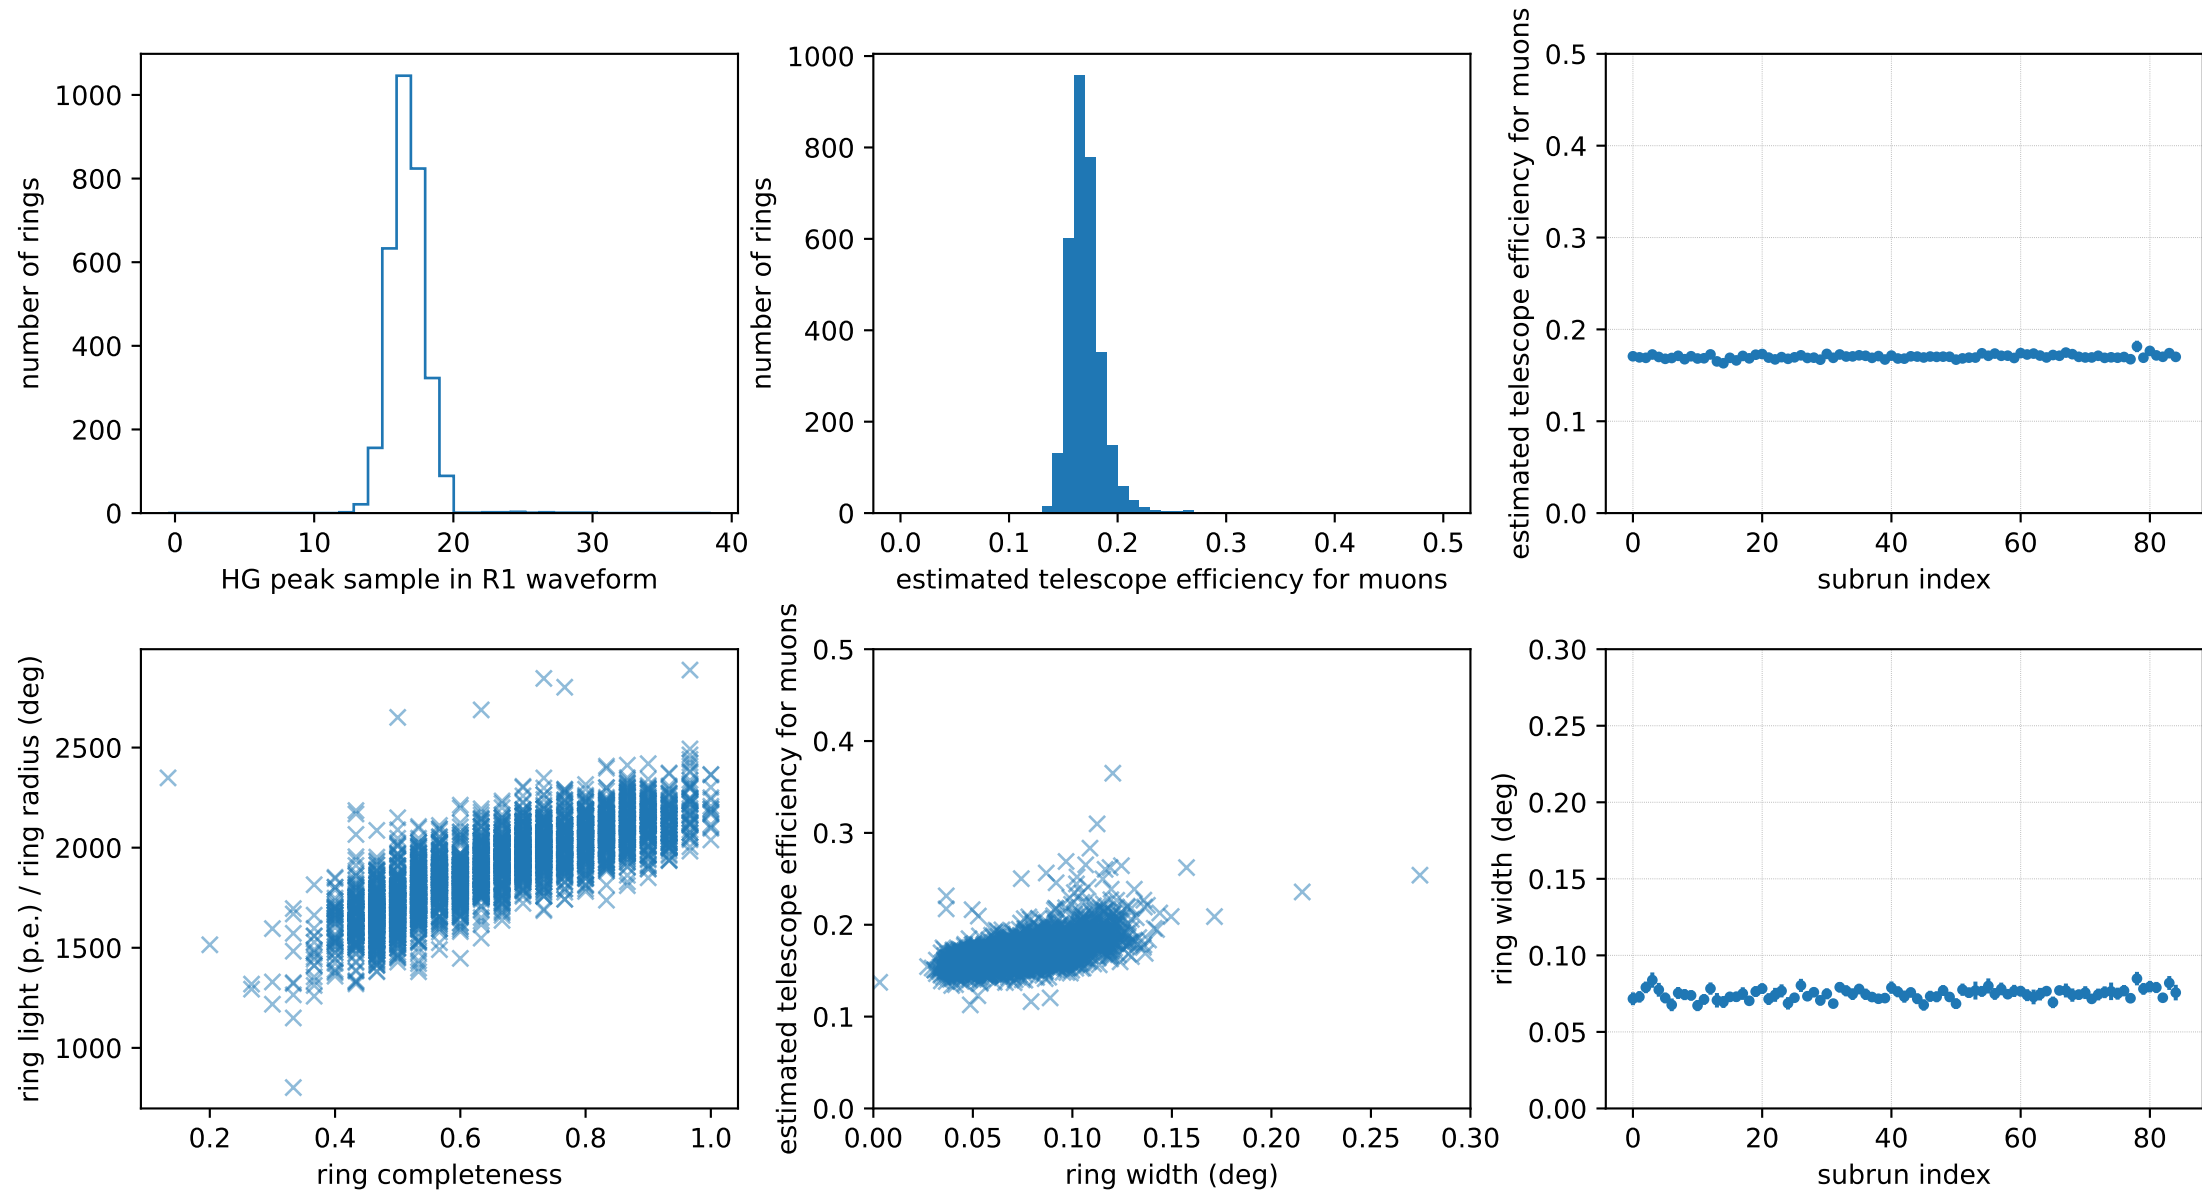 number of rings
1000
800
600
400
200
0
0 10 20 30 40
HG peak sample in R1 waveform
number of rings
1000
800
600
400
200
0
0.0 0.1 0.2 0.3 0.4 0.5
estimated telescope efficiency for muons
estimated telescope efficiency for muons
0.5
0.4
0.3
0.2
0.1
0.0
0 20 40 60 80
subrun index
ring light (p.e.) / ring radius (deg)
2500
2000
1500
1000
0.2 0.4 0.6 0.8 1.0
ring completeness
estimated telescope efficiency for muons
0.5
0.4
0.3
0.2
0.1
0.0
0.00 0.05 0.10 0.15 0.20 0.25 0.30
ring width (deg)
ring width (deg)
0.30
0.25
0.20
0.15
0.10
0.05
0.00
0 20 40 60 80
subrun index